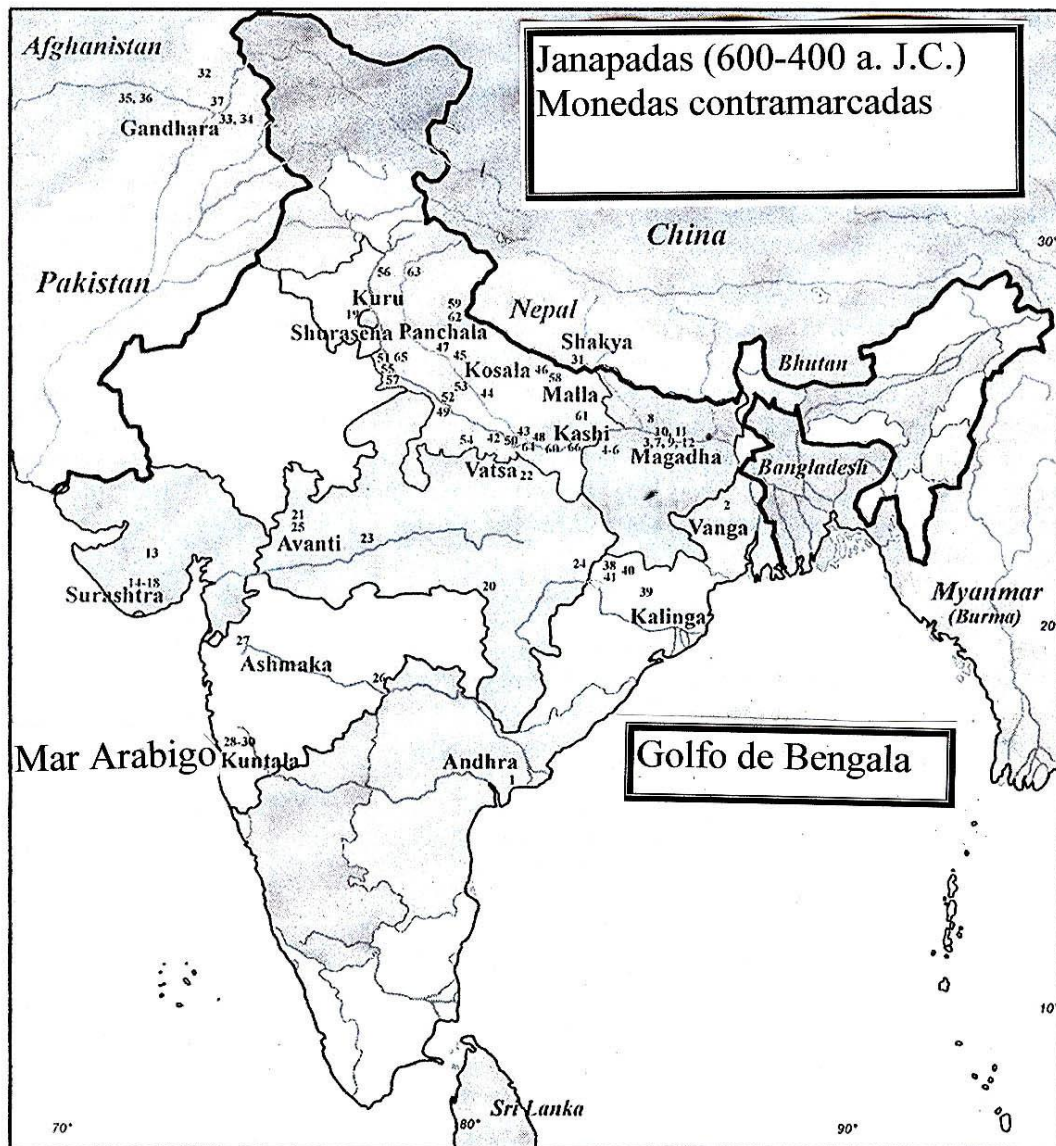 Afghanistan
Janapadas (600-400 a. J.C.)
Monedas contramarcadas
32
35, 36
37
33, 34
Gandhara
China
30°
Pakistan
56
63
Kuru
19
59
62
Nepal
Shurasena Panchala
47
45
Shakya
31
Bhutan
51, 65
55
57
Kosala
46
58
Malla
53
52
49
44
61
8
10, 11
3, 7, 9, 12
54
42
50
43
48
64
60
66
Kashi
4-6
Magadha
Bangladesh
Vatsa
22
2
Vanga
21
25
Avanti
23
13
14-18
Surashtra
24
38
41
40
39
20
Kalinga
Myanmar
(Burma)
20°
27
Ashmaka
26
Mar Arabigo
28-30
Kuntala
Andhra
1
Golfo de Bengala
10°
Sri Lanka
70°
80°
90°